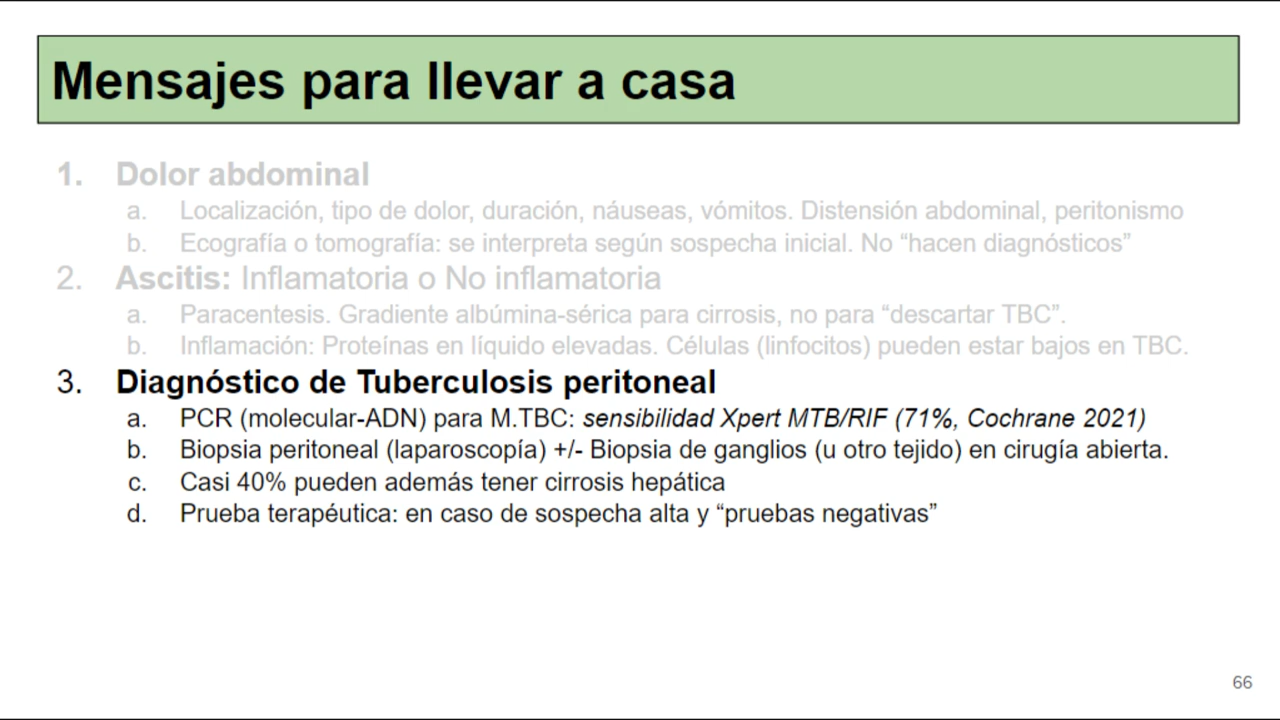 Mensajes para llevar a casa
1. Dolor abdominal
a. Localización, tipo de dolor, duración, náuseas, vómitos. Distensión abdominal, peritonismo
b. Ecografía o tomografía: se interpreta según sospecha inicial. No “hacen diagnósticos”
2. Ascitis: Inflamatoria o No inflamatoria
a. Paracentesis. Gradiente albúmina-sérica para cirrosis, no para “descartar TBC”.
b. Inflamación: Proteínas en líquido elevadas. Células (linfocitos) pueden estar bajos en TBC.
3. Diagnóstico de Tuberculosis peritoneal
a. PCR (molecular-ADN) para M.TBC: sensibilidad Xpert MTB/RIF (71%, Cochrane 2021)
b. Biopsia peritoneal (laparoscopía) +/- Biopsia de ganglios (u otro tejido) en cirugía abierta.
c. Casi 40% pueden además tener cirrosis hepática
d. Prueba terapéutica: en caso de sospecha alta y “pruebas negativas”
66